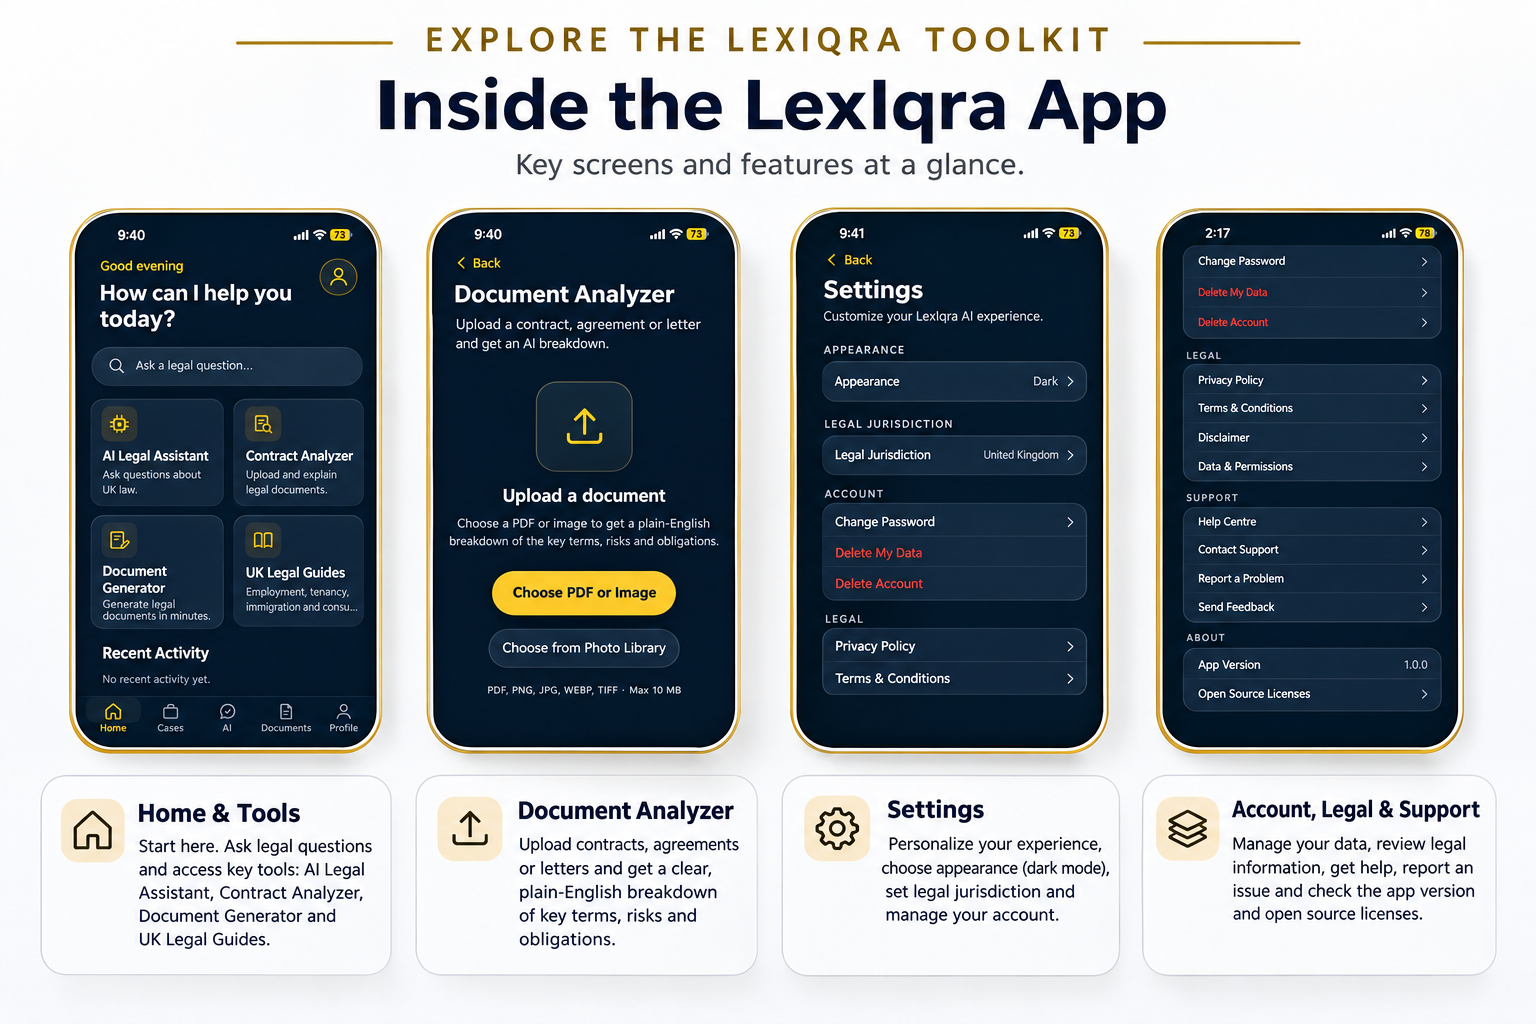 EXPLORE THE LEXIQRA TOOLKIT
Inside the LexIqra App
Key screens and features at a glance.
9:40
73
Good evening
How can I help you
today?
Ask a legal question...
AI Legal Assistant
Ask questions about
UK law.
Contract Analyzer
Upload and explain
legal documents.
Document
Generator
Generate legal
documents in minutes.
UK Legal Guides
Employment, tenancy,
immigration and consu...
Recent Activity
No recent activity yet.
Home
Cases
AI
Documents
Profile
9:40
73
Back
Document Analyzer
Upload a contract, agreement or letter
and get an AI breakdown.
Upload a document
Choose a PDF or image to get a plain-English
breakdown of the key terms, risks and obligations.
Choose PDF or Image
Choose from Photo Library
PDF, PNG, JPG, WEBP, TIFF · Max 10 MB
9:41
73
Back
Settings
Customize your LexIqra AI experience.
APPEARANCE
Appearance Dark
LEGAL JURISDICTION
Legal Jurisdiction United Kingdom
ACCOUNT
Change Password
Delete My Data
Delete Account
LEGAL
Privacy Policy
Terms & Conditions
2:17
78
Change Password
Delete My Data
Delete Account
LEGAL
Privacy Policy
Terms & Conditions
Disclaimer
Data & Permissions
SUPPORT
Help Centre
Contact Support
Report a Problem
Send Feedback
ABOUT
App Version 1.0.0
Open Source Licenses
Home & Tools
Start here. Ask legal questions
and access key tools: AI Legal
Assistant, Contract Analyzer,
Document Generator and
UK Legal Guides.
Document Analyzer
Upload contracts, agreements
or letters and get a clear,
plain-English breakdown
of key terms, risks and
obligations.
Settings
Personalize your experience,
choose appearance (dark mode),
set legal jurisdiction and
manage your account.
Account, Legal & Support
Manage your data, review legal
information, get help, report an
issue and check the app version
and open source licenses.